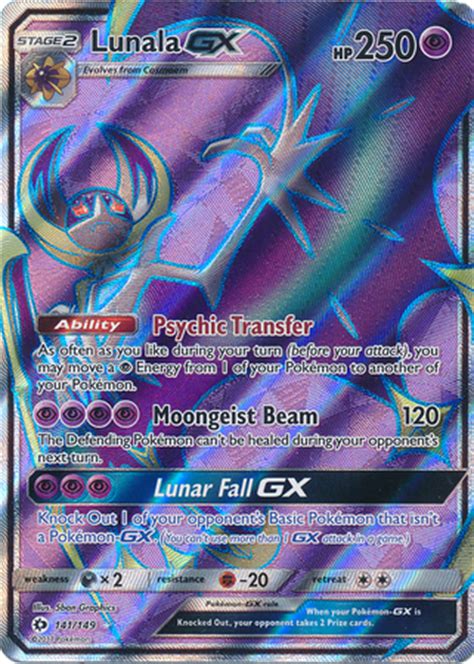 STAGE2 Lunala GX HP250
Evolves from Cosmoem
Ability Psychic Transfer
As often as you like during your turn (before your attack), you
may move a Energy from 1 of your Pokémon to another of
your Pokémon.
Moongeist Beam 120
The Defending Pokémon can't be healed during your opponent's
next turn.
Lunar Fall GX
Knock Out 1 of your opponent's Basic Pokémon that isn't
a Pokémon-GX. (You can't use more than 1 GX attack in a game.)
weakness ×2 resistance -20 retreat
Pokémon-GX rule
Illus. 5ban Graphics
When your Pokémon-GX is
141/149
Knocked Out, your opponent takes 2 Prize cards.
©2017 Pokémon